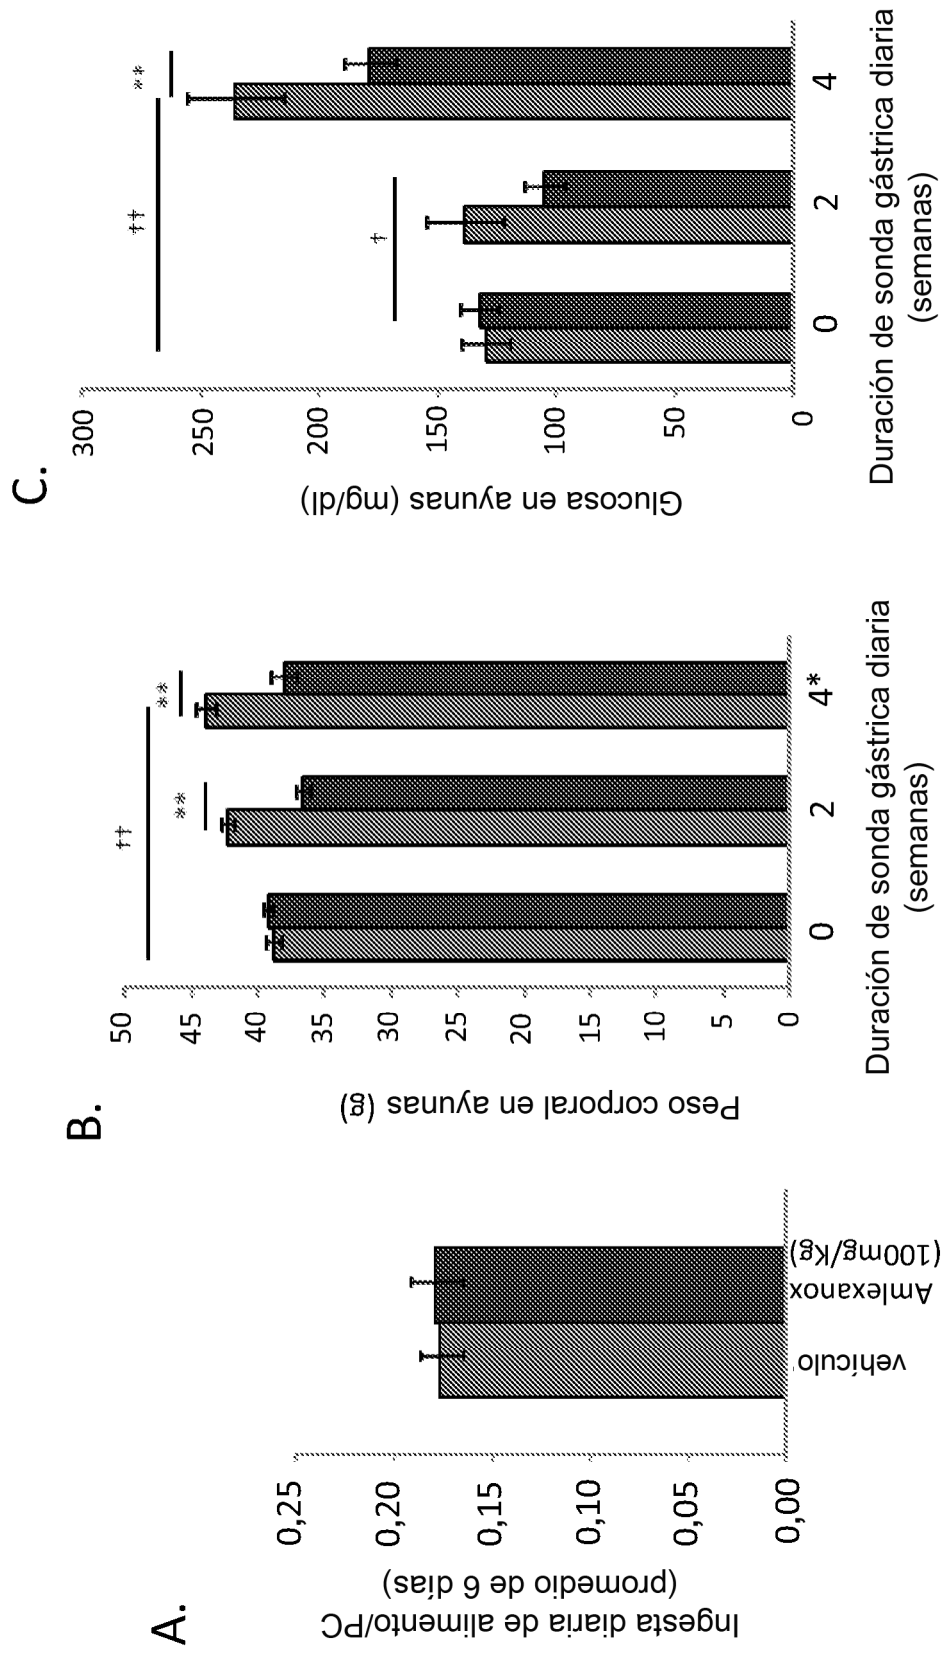 A.
Ingesta diaria de alimento/PC
(promedio de 6 días)
0,25
0,20
0,15
0,10
0,05
0,00
vehículo
Amlexanox
(100mg/Kg)
B.
Peso corporal en ayunas (g)
50
45
40
35
30
25
20
15
10
5
0
††
**
**
0
2
4*
Duración de sonda gástrica diaria
(semanas)
C.
Glucosa en ayunas (mg/dl)
300
250
200
150
100
50
0
††
†
**
0
2
4
Duración de sonda gástrica diaria
(semanas)